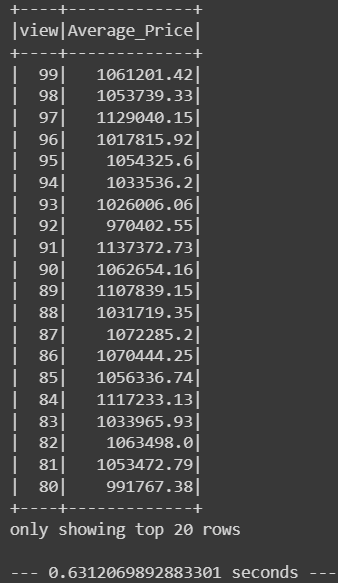 +----+-------------+
|view|Average_Price|
+----+-------------+
|  99|   1061201.42|
|  98|   1053739.33|
|  97|   1129040.15|
|  96|   1017815.92|
|  95|    1054325.6|
|  94|    1033536.2|
|  93|   1026006.06|
|  92|    970402.55|
|  91|   1137372.73|
|  90|   1062654.16|
|  89|   1107839.15|
|  88|   1031719.35|
|  87|    1072285.2|
|  86|   1070444.25|
|  85|   1056336.74|
|  84|   1117233.13|
|  83|   1033965.93|
|  82|    1063498.0|
|  81|   1053472.79|
|  80|    991767.38|
+----+-------------+
only showing top 20 rows
--- 0.6312069892883301 seconds ---